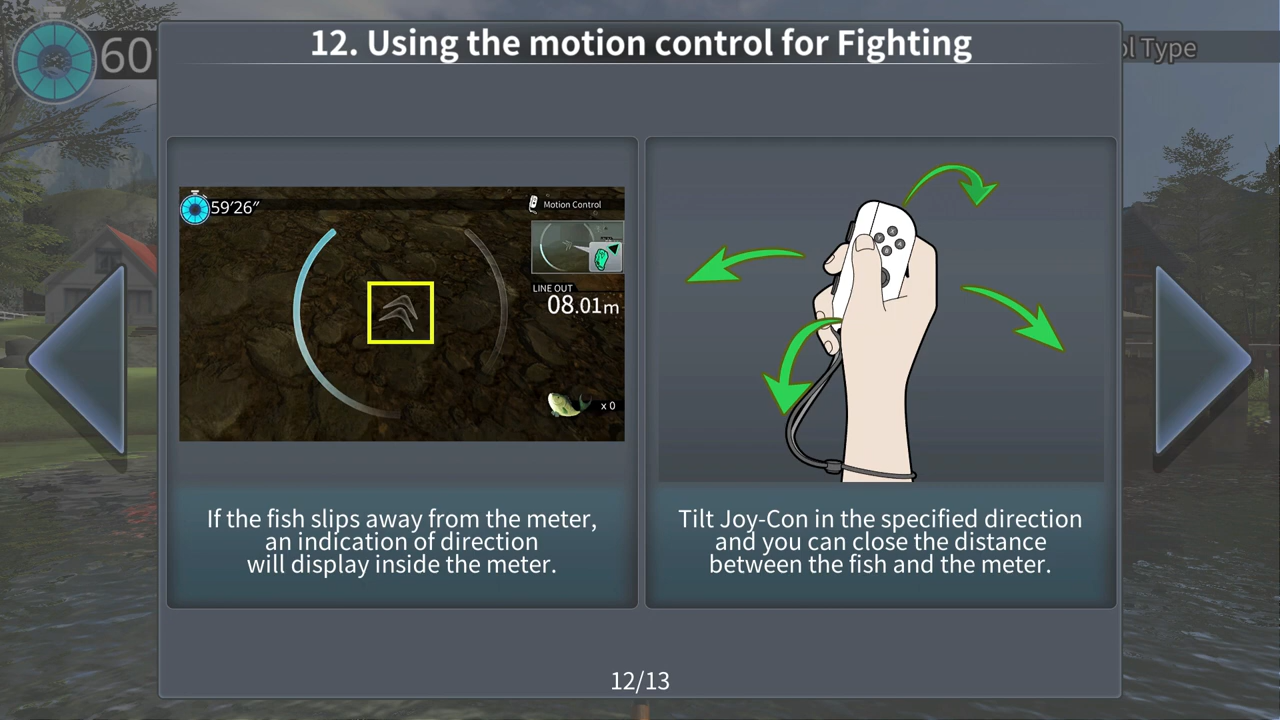 12. Using the motion control for Fighting
60
ol Type
59′26″
Motion Control
LINE OUT
08.01m
x 0
If the fish slips away from the meter,
an indication of direction
will display inside the meter.
Tilt Joy-Con in the specified direction
and you can close the distance
between the fish and the meter.
12/13